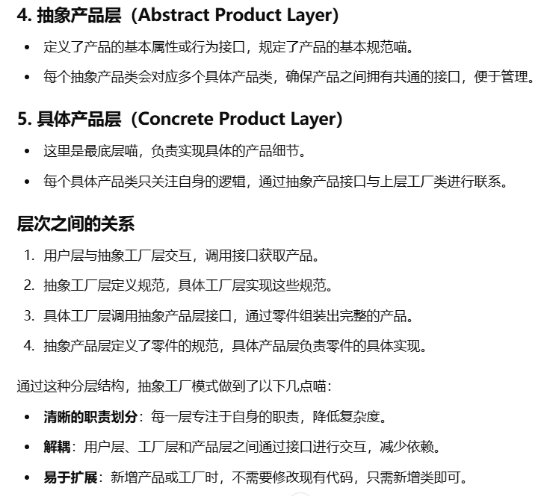 4. 抽象产品层（Abstract Product Layer）
• 定义了产品的基本属性或行为接口，规定了产品的基本规范喵。
• 每个抽象产品类会对应多个具体产品类，确保产品之间拥有共通的接口，便于管理。
5. 具体产品层（Concrete Product Layer）
• 这里是最底层喵，负责实现具体的产品细节。
• 每个具体产品类只关注自身的逻辑，通过抽象产品接口与上层工厂类进行联系。
层次之间的关系
1. 用户层与抽象工厂层交互，调用接口获取产品。
2. 抽象工厂层定义规范，具体工厂层实现这些规范。
3. 具体工厂层调用抽象产品层接口，通过零件组装出完整的产品。
4. 抽象产品层定义了零件的规范，具体产品层负责零件的具体实现。
通过这种分层结构，抽象工厂模式做到了以下几点喵：
• 清晰的职责划分：每一层专注于自身的职责，降低复杂度。
• 解耦：用户层、工厂层和产品层之间通过接口进行交互，减少依赖。
• 易于扩展：新增产品或工厂时，不需要修改现有代码，只需新增类即可。